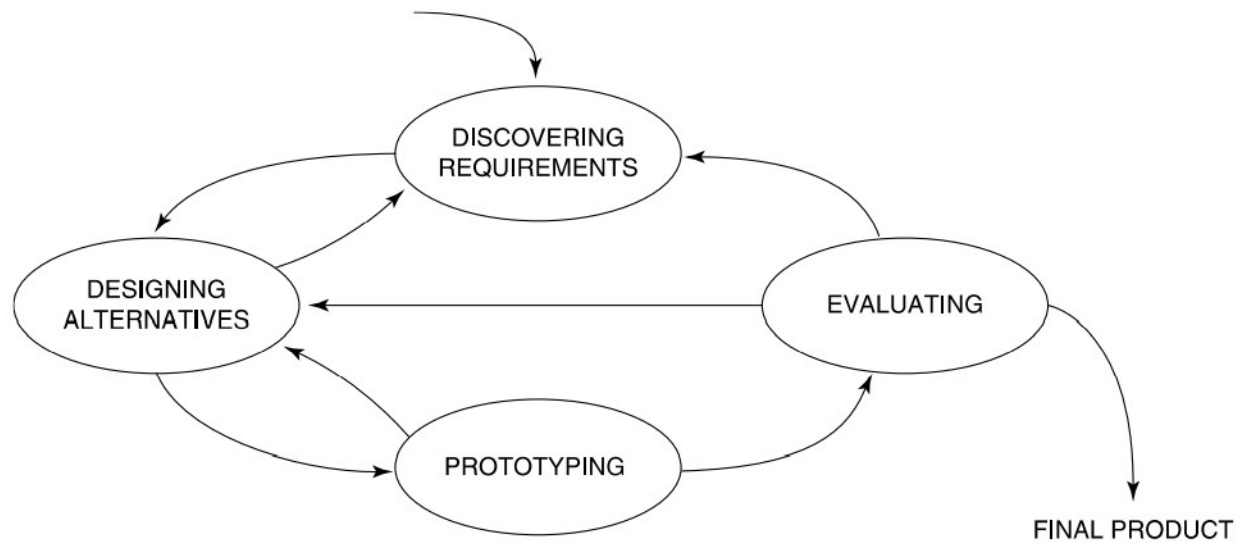 DISCOVERING
REQUIREMENTS
DESIGNING
ALTERNATIVES
EVALUATING
PROTOTYPING
FINAL PRODUCT